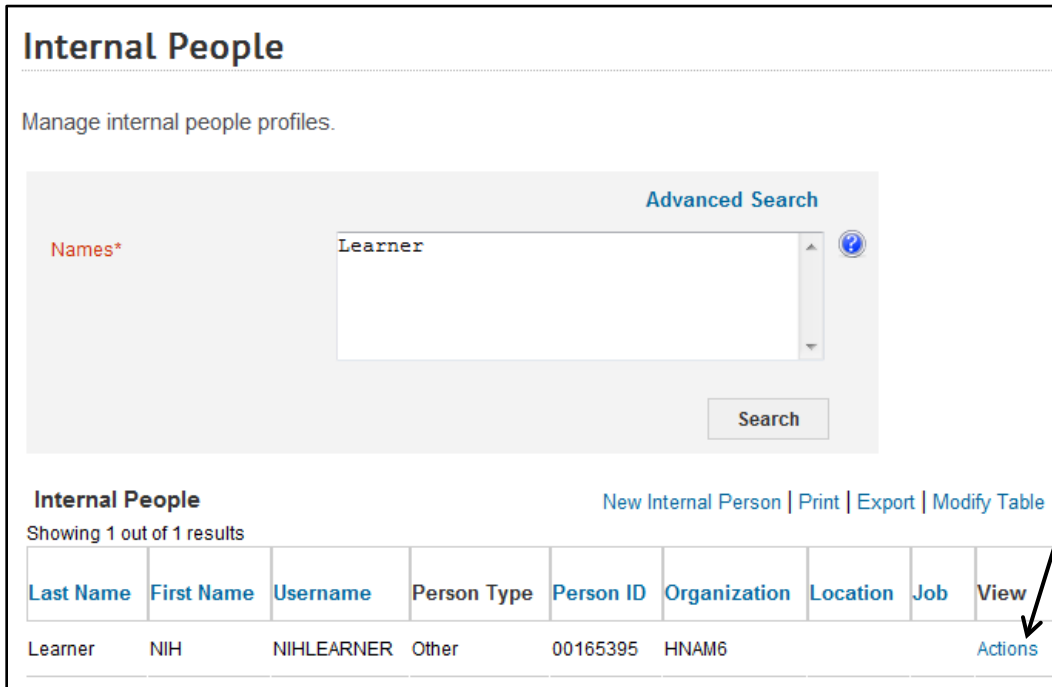 Internal People
Manage internal people profiles.
Advanced Search
Names*
Learner
?
Search
Internal People
New Internal Person | Print | Export | Modify Table
Showing 1 out of 1 results
Last Name First Name Username Person Type Person ID Organization Location Job View
Learner NIH NIHLEARNER Other 00165395 HNAM6 Actions